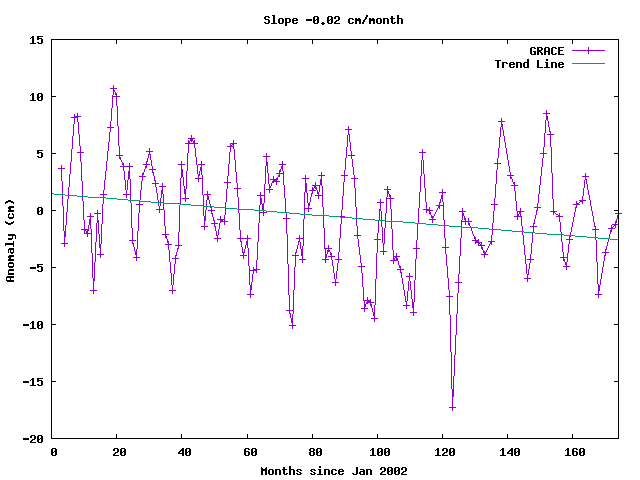 Slope -0.02 cm/month
15
GRACE
Trend Line
10
5
0
-5
-10
-15
-20
Anomaly (cm)
0 20 40 60 80 100 120 140 160
Months since Jan 2002